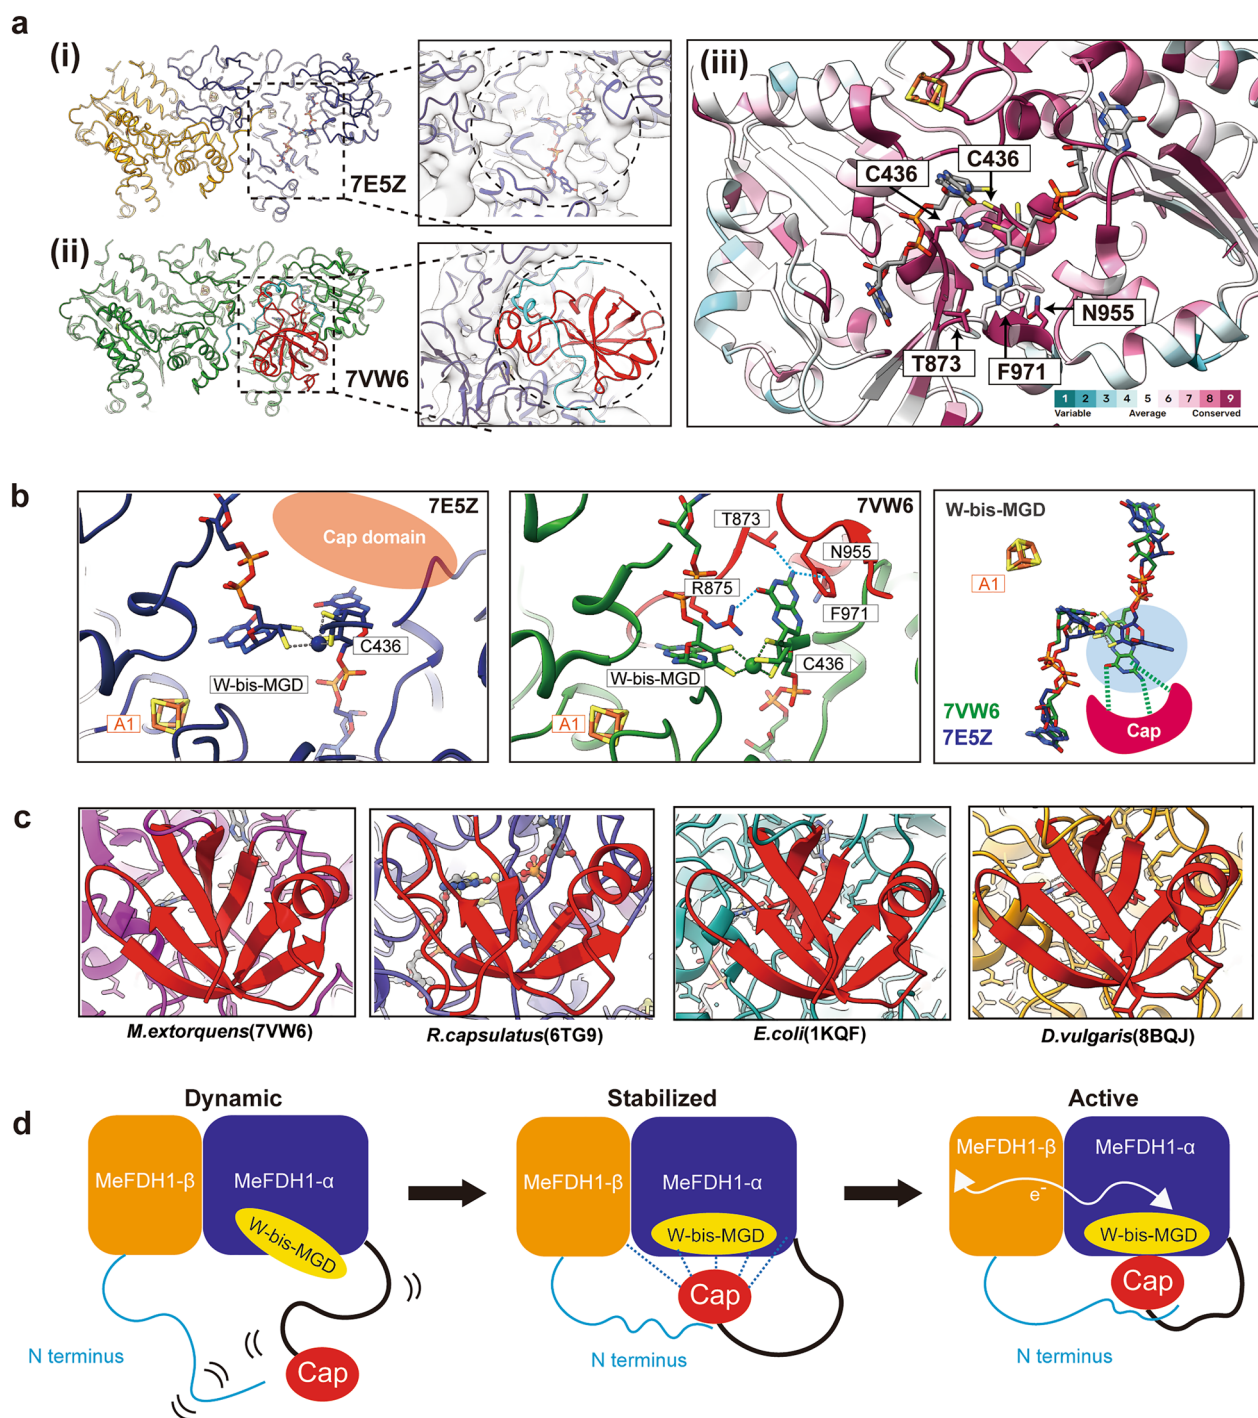 a
(i)
7E5Z
(ii)
7VW6
(iii)
C436
C436
N955
T873
F971
1 2 3 4 5 6 7 8 9
Variable Average Conserved
b
7E5Z
Cap domain
C436
W-bis-MGD
A1
7VW6
T873
N955
R875
F971
C436
W-bis-MGD
A1
W-bis-MGD
A1
7VW6
7E5Z
Cap
c
M.extorquens(7VW6)
R.capsulatus(6TG9)
E.coli(1KQF)
D.vulgaris(8BQJ)
d
Dynamic
MeFDH1-β
MeFDH1-α
W-bis-MGD
N terminus
Cap
Stabilized
MeFDH1-β
MeFDH1-α
W-bis-MGD
Cap
N terminus
Active
MeFDH1-β
MeFDH1-α
e-
W-bis-MGD
Cap
N terminus